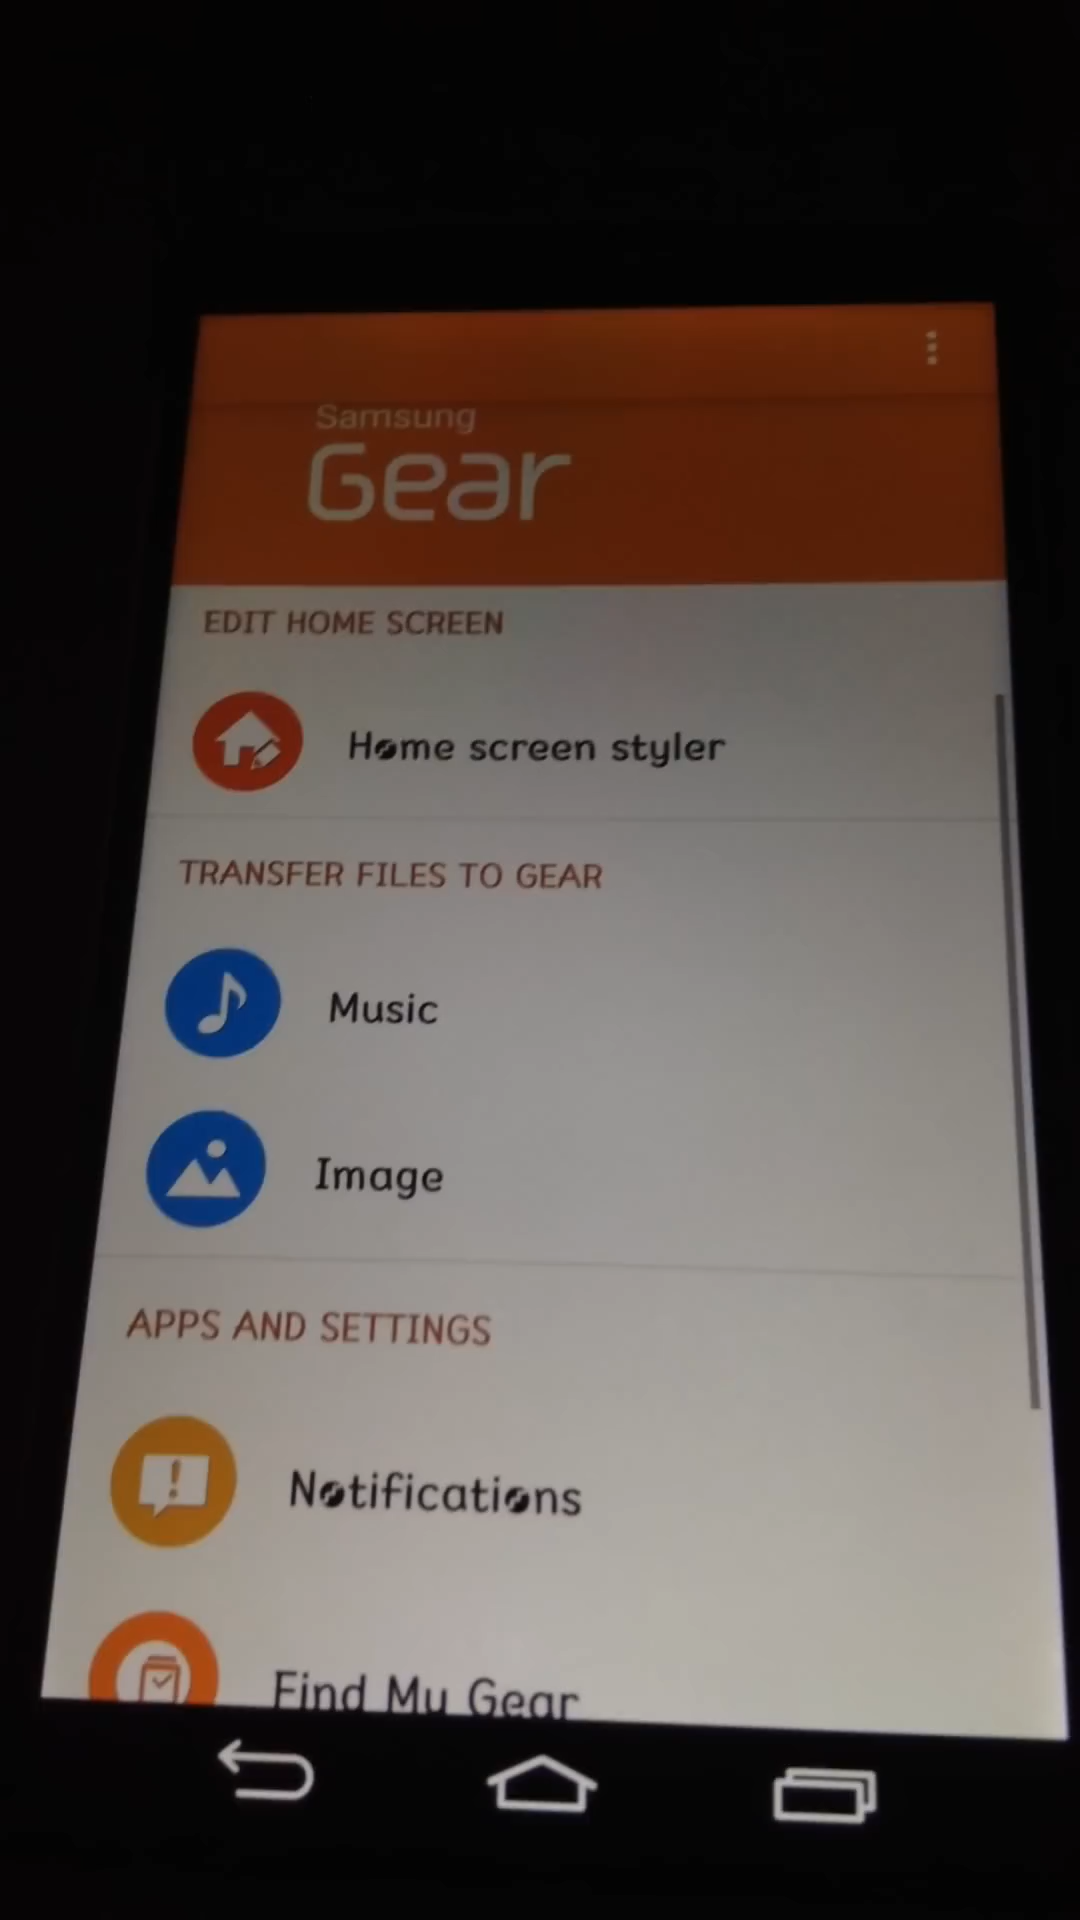 Samsung
Gear
EDIT HOME SCREEN
Home screen styler
TRANSFER FILES TO GEAR
Music
Image
APPS AND SETTINGS
Notifications
Find My Gear